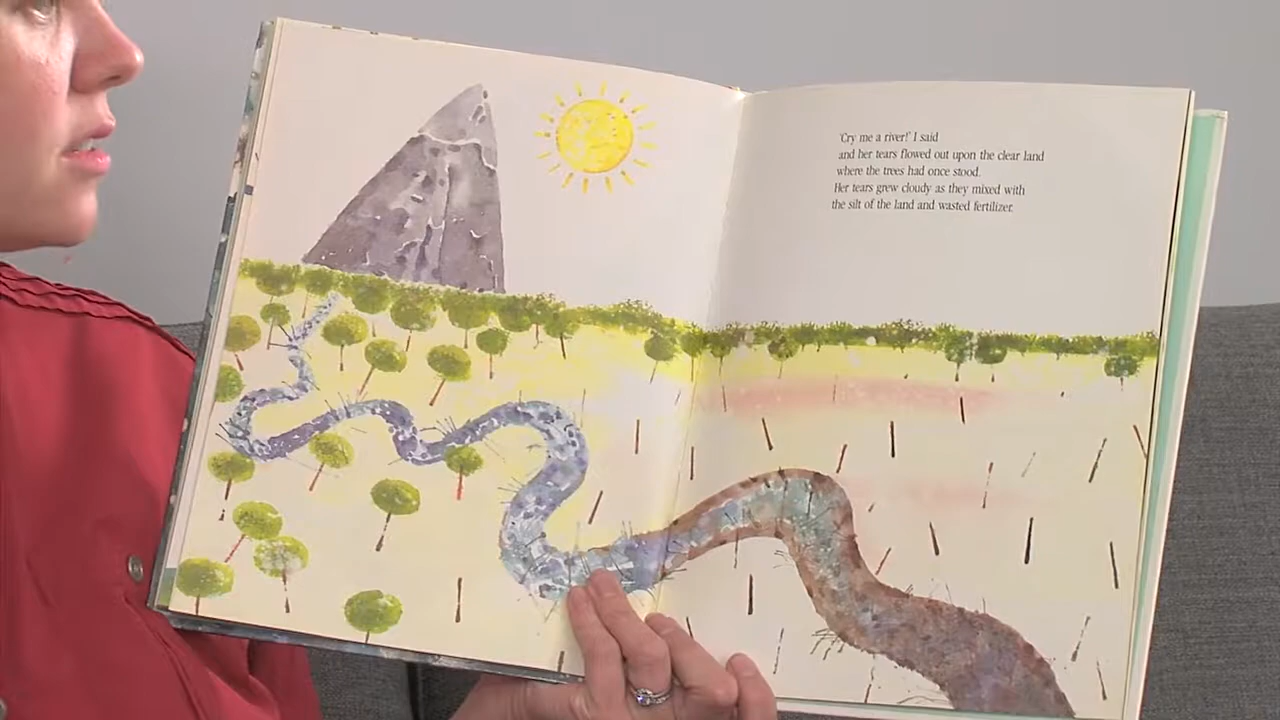 'Cry me a river!' I said
and her tears flowed out upon the clear land
where the trees had once stood.
Her tears grew cloudy as they mixed with
the silt of the land and wasted fertilizer.